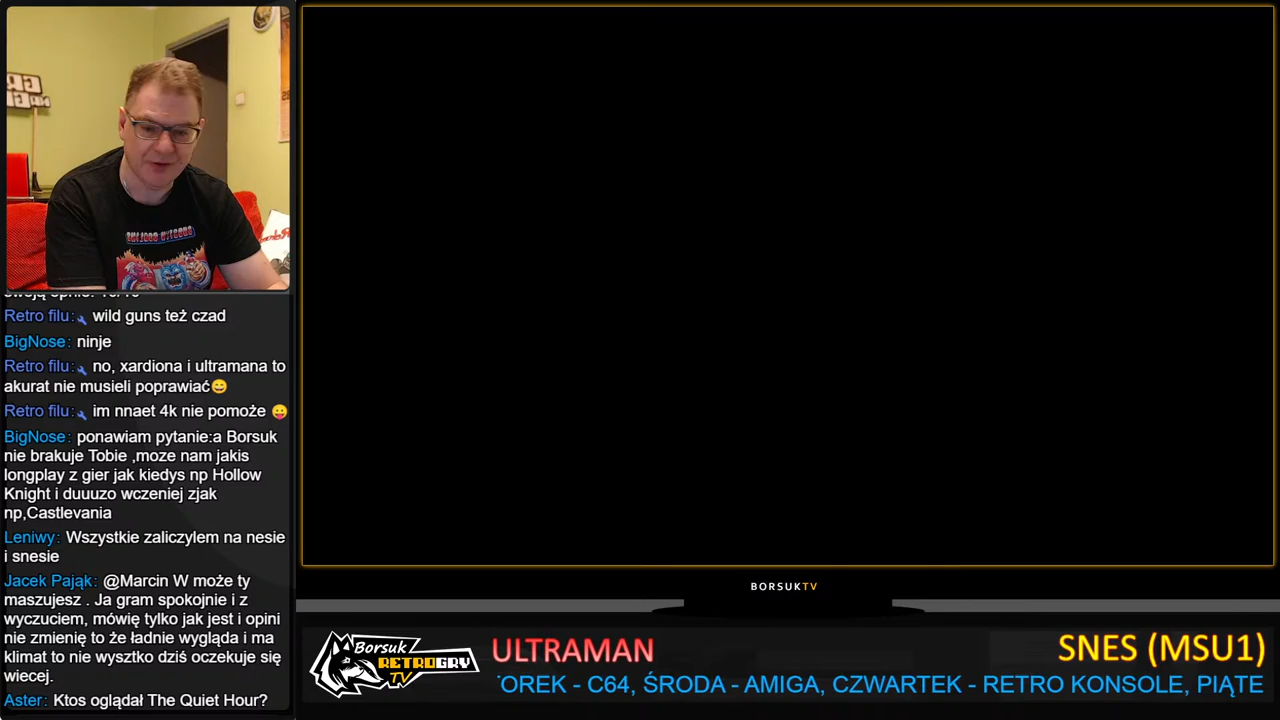 Retro filu: wild guns też czad
BigNose: ninje
Retro filu: no, xardiona i ultramana to
akurat nie musieli poprawiać😄
Retro filu: im nnaet 4k nie pomoże 😛
BigNose: ponawiam pytanie:a Borsuk
nie brakuje Tobie ,moze nam jakis
longplay z gier jak kiedys np Hollow
Knight i duuuzo wczeniej zjak
np,Castlevania
Leniwy: Wszystkie zaliczylem na nesie
i snesie
Jacek Pająk: @Marcin W może ty
maszujesz . Ja gram spokojnie i z
wyczuciem, mówię tylko jak jest i opini
nie zmienię to że ładnie wygląda i ma
klimat to nie wysztko dziś oczekuje się
wiecej.
Aster: Ktos oglądał The Quiet Hour?
BORSUKTV
Borsuk
RETROGRY
TV
ULTRAMAN
SNES (MSU1)
OREK - C64, ŚRODA - AMIGA, CZWARTEK - RETRO KONSOLE, PIĄTE